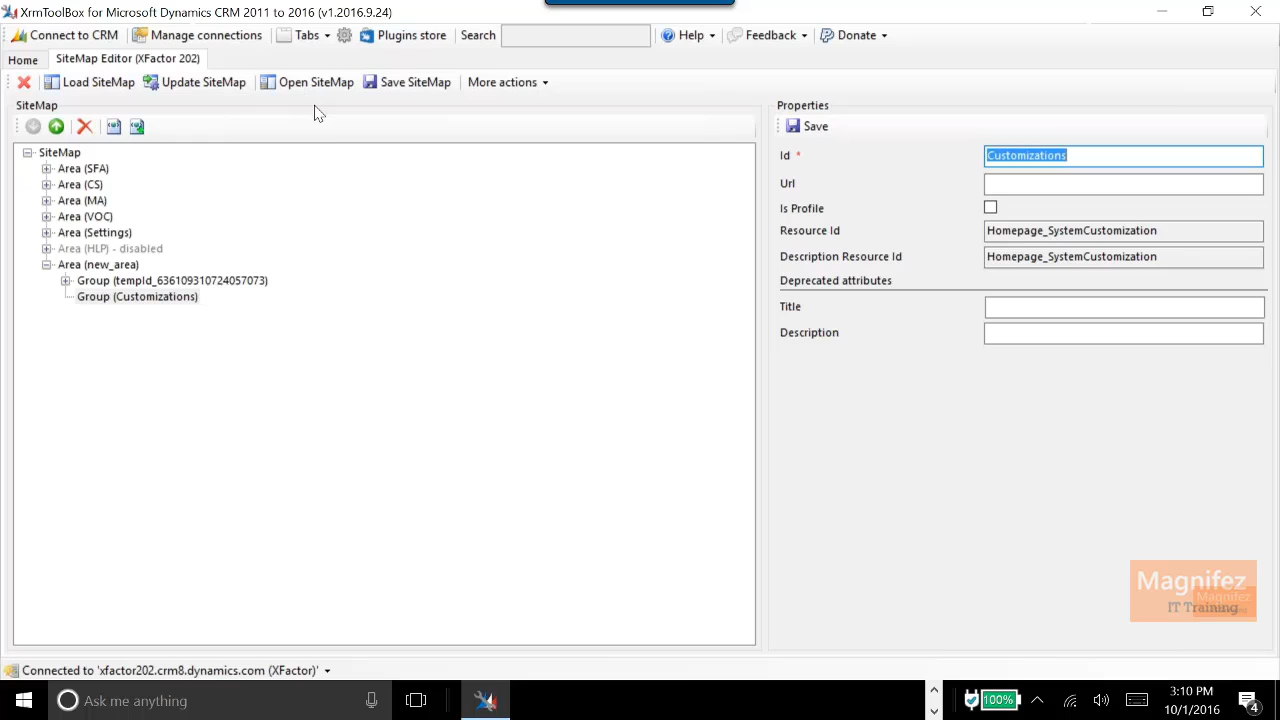 XrmToolBox for Microsoft Dynamics CRM 2011 to 2016 (v1.2016.9.24)
Connect to CRM Manage connections Tabs Plugins store Search Help Feedback Donate
Home SiteMap Editor (XFactor 202)
Load SiteMap Update SiteMap Open SiteMap Save SiteMap More actions
SiteMap
Properties
Save
SiteMap
Area (SFA)
Area (CS)
Area (MA)
Area (VOC)
Area (Settings)
Area (HLP) - disabled
Area (new_area)
Group (tempId_636109310724057073)
Group (Customizations)
Id * Customizations
Url
Is Profile
Resource Id Homepage_SystemCustomization
Description Resource Id Homepage_SystemCustomization
Deprecated attributes
Title
Description
Magnifez
Magnifez
IT Training
Connected to 'xfactor202.crm8.dynamics.com (XFactor)'
Ask me anything
100%
3:10 PM
10/1/2016
4